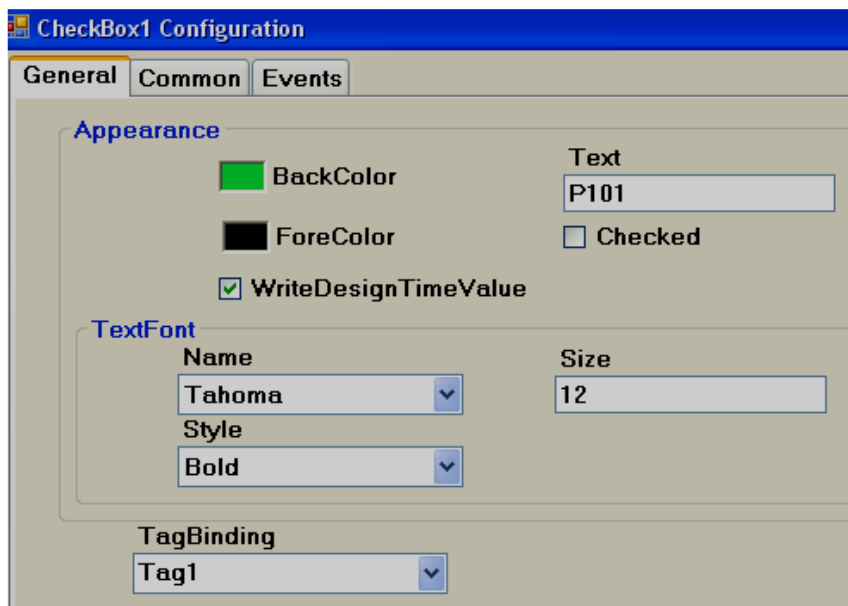 CheckBox1 Configuration
General Common Events
Appearance
BackColor
Text
P101
ForeColor
Checked
WriteDesignTimeValue
TextFont
Name
Size
Tahoma
12
Style
Bold
TagBinding
Tag1